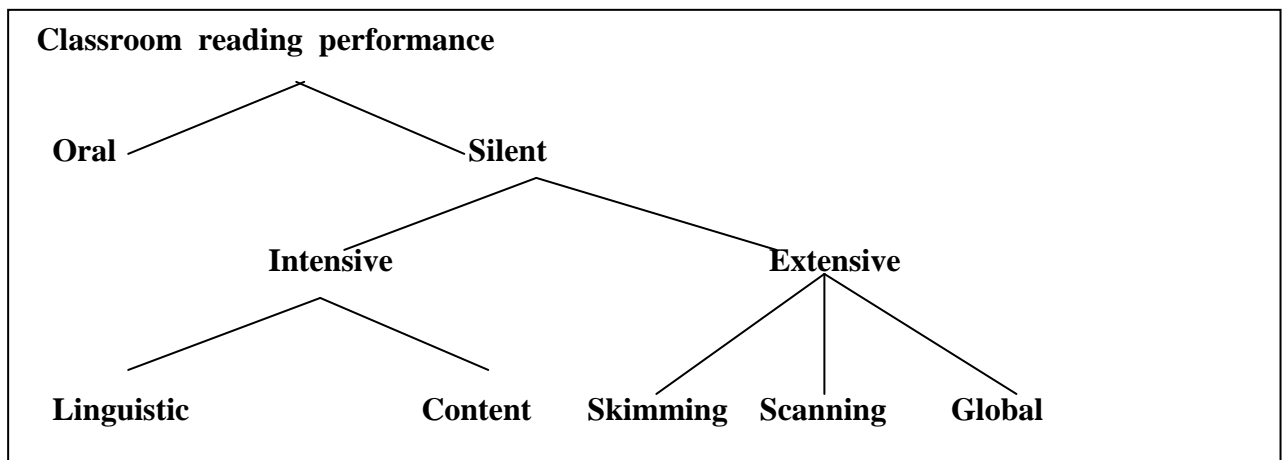 Classroom reading performance
Oral Silent
Intensive Extensive
Linguistic Content Skimming Scanning Global